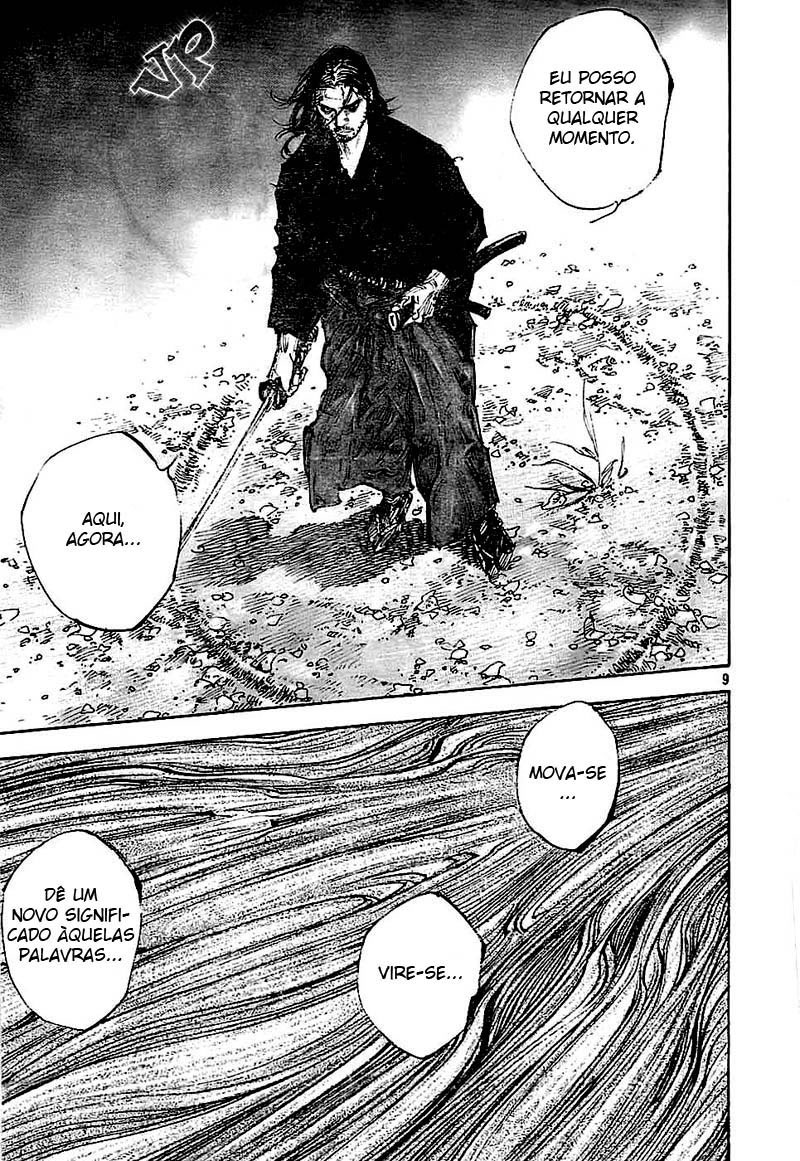 VP
EU POSSO
RETORNAR A
QUALQUER
MOMENTO.
AQUI,
AGORA...
9
MOVA-SE
...
VIRE-SE...
DÊ UM
NOVO SIGNIFI-
CADO ÀQUELAS
PALAVRAS...